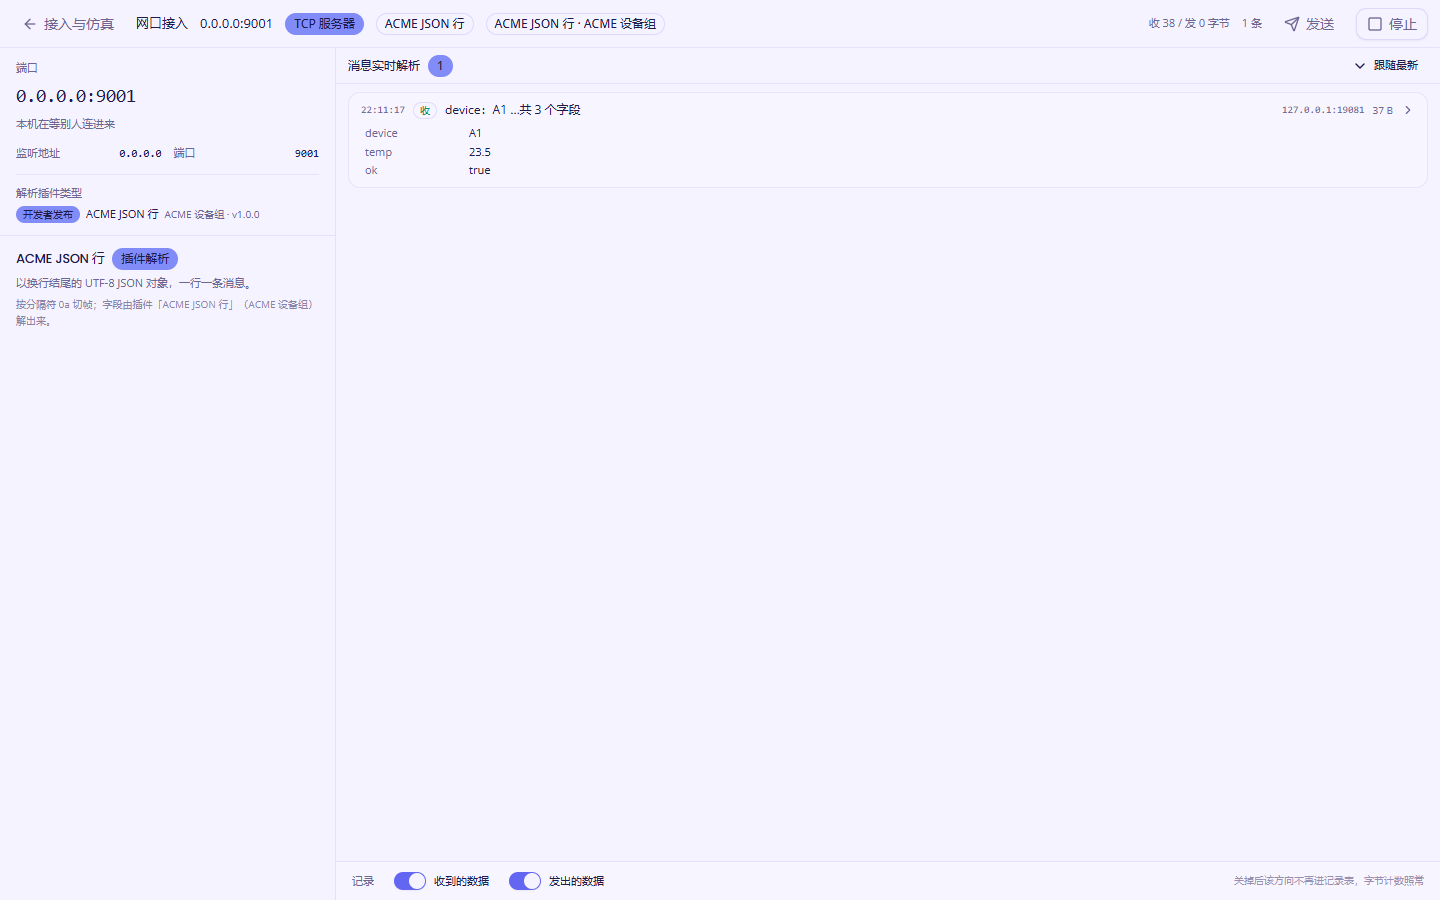 接入与仿真 网口接入 0.0.0.0:9001 TCP 服务器 ACME JSON 行 ACME JSON 行 · ACME 设备组 收 38 / 发 0 字节 1 条 发送 停止
端口
0.0.0.0:9001
本机在等别人连进来
监听地址 0.0.0.0 端口 9001
解析插件类型
开发者发布 ACME JSON 行 ACME 设备组 · v1.0.0
ACME JSON 行 插件解析
以换行结尾的 UTF-8 JSON 对象，一行一条消息。
按分隔符 0a 切帧；字段由插件「ACME JSON 行」（ACME 设备组）
解出来。
消息实时解析 1 跟随最新
22:11:17 收 device：A1 …共 3 个字段 127.0.0.1:19081 37 B
device A1
temp 23.5
ok true
记录 收到的数据 发出的数据 关掉后该方向不再进记录表，字节计数照常